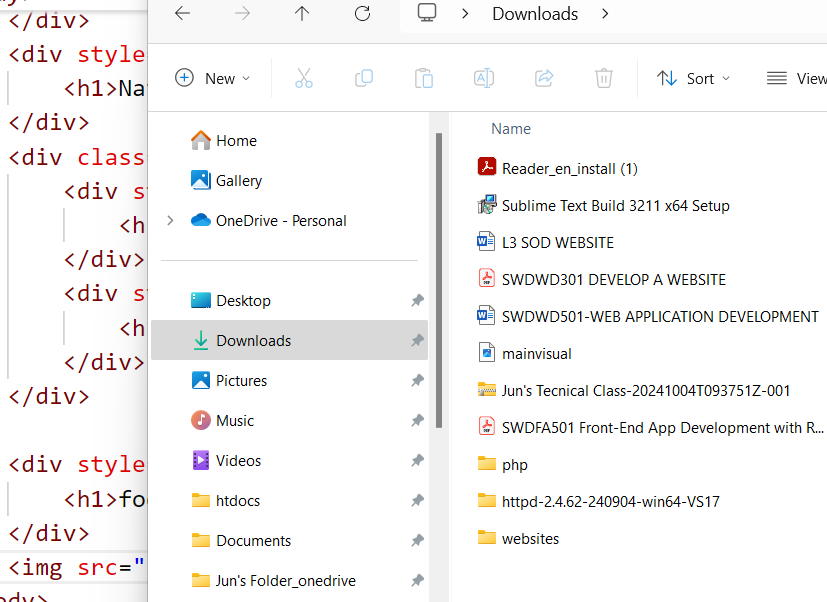 </div>
<div style
<h1>Na
</div>
<div class
<div st
<h
</div>
<div st
<h
</div>
</div>
<div style
<h1>foo
</div>
<img src="
ody>
Downloads
New
Sort
View
Home
Gallery
OneDrive - Personal
Desktop
Downloads
Pictures
Music
Videos
htdocs
Documents
Jun's Folder_onedrive
Name
Reader_en_install (1)
Sublime Text Build 3211 x64 Setup
L3 SOD WEBSITE
SWDWD301 DEVELOP A WEBSITE
SWDWD501-WEB APPLICATION DEVELOPMENT
mainvisual
Jun's Tecnical Class-20241004T093751Z-001
SWDFA501 Front-End App Development with R...
php
httpd-2.4.62-240904-win64-VS17
websites